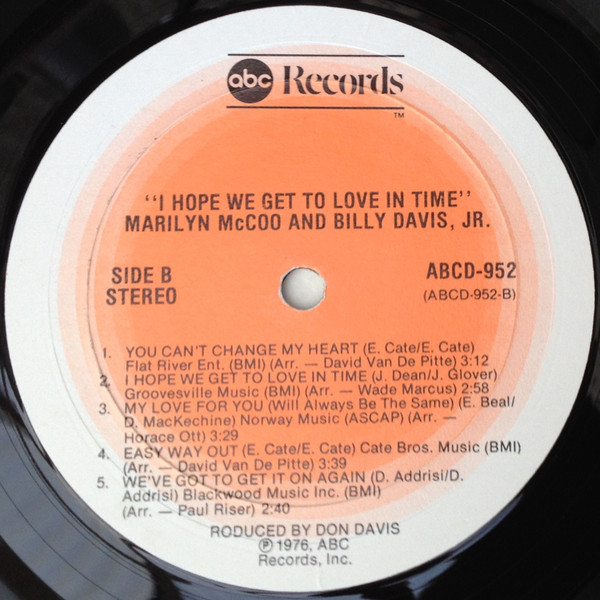 abc Records
TM
"I HOPE WE GET TO LOVE IN TIME"
MARILYN McCOO AND BILLY DAVIS, JR.
SIDE B
STEREO
ABCD-952
(ABCD-952-B)
1. YOU CAN'T CHANGE MY HEART (E. Cate/E. Cate)
Flat River Ent. (BMI) (Arr. — David Van De Pitte) 3:12
2. I HOPE WE GET TO LOVE IN TIME (J. Dean/J. Glover)
Groovesville Music (BMI) (Arr. — Wade Marcus) 2:58
3. MY LOVE FOR YOU (Will Always Be The Same) (E. Beal/
D. MacKechine) Norway Music (ASCAP) (Arr. —
Horace Ott) 3:29
4. EASY WAY OUT (E. Cate/E. Cate) Cate Bros. Music (BMI)
(Arr. — David Van De Pitte) 3:39
5. WE'VE GOT TO GET IT ON AGAIN (D. Addrisi/D.
Addrisi) Blackwood Music Inc. (BMI)
(Arr. — Paul Riser) 2:40
RODUCED BY DON DAVIS
℗ 1976, ABC
Records, Inc.